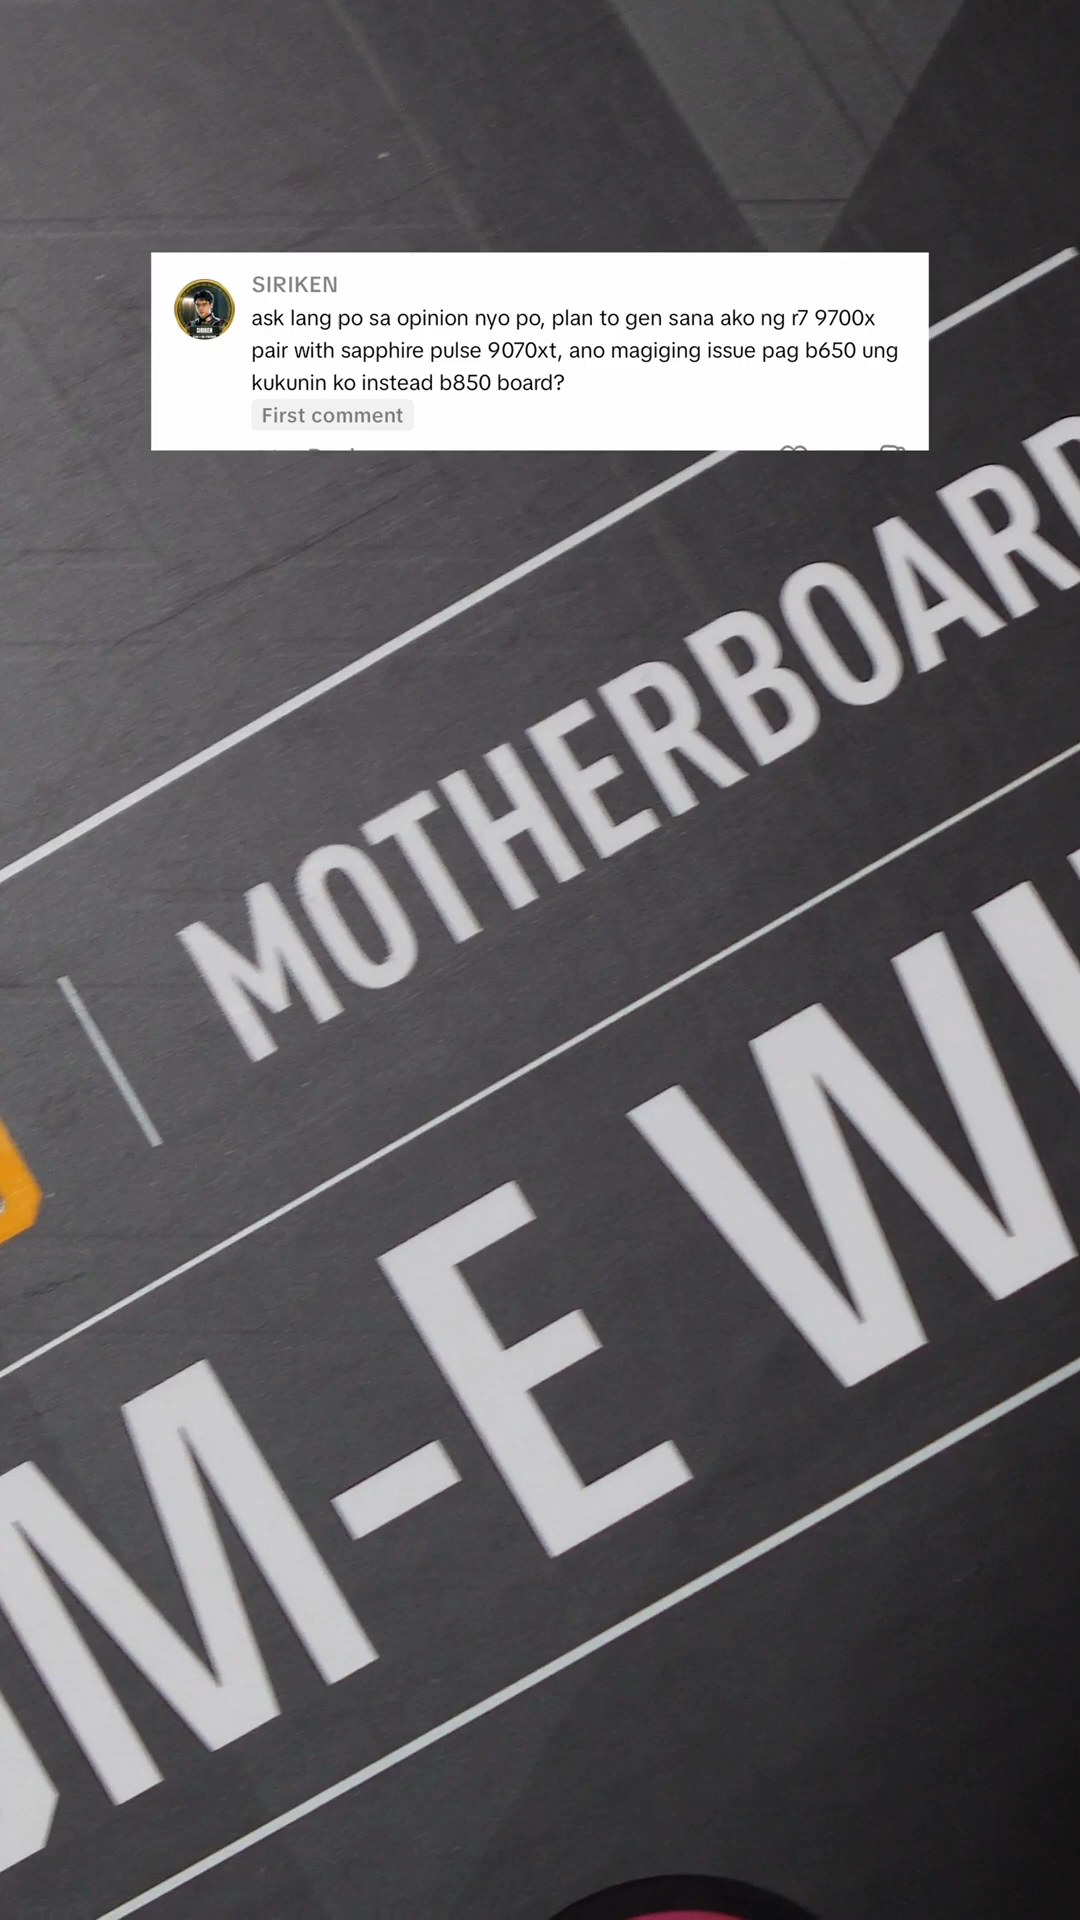 SIRIKEN
ask lang po sa opinion nyo po, plan to gen sana ako ng r7 9700x
pair with sapphire pulse 9070xt, ano magiging issue pag b650 ung
kukunin ko instead b850 board?
First comment
MOTHERBOARD
M-E